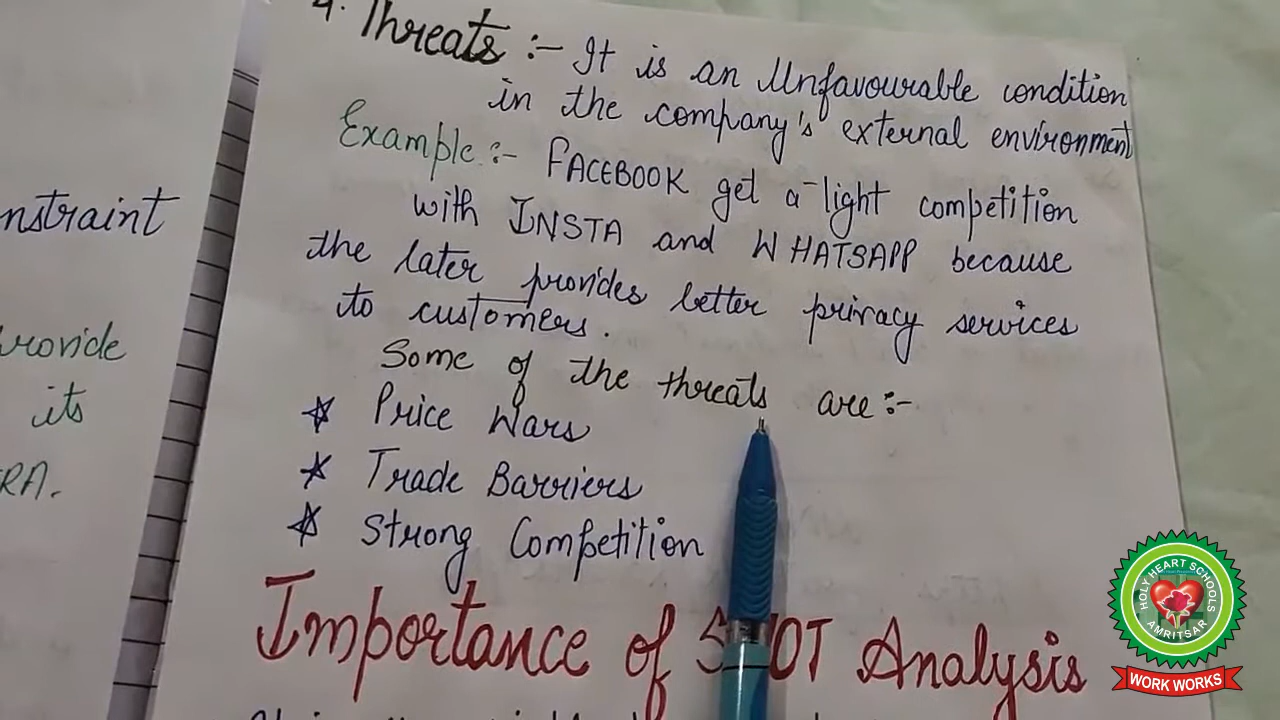 4. Threats :- It is an Unfavourable condition
in the company's external environment
Example :- FACEBOOK get a light competition
with INSTA and WHATSAPP because
the later provides better privacy services
to customers.
Some of the threats are :-
Price Wars
Trade Barriers
Strong Competition
Importance of SWOT Analysis
nstraint
rovide
its
RA.
HOLY HEART SCHOOLS
AMRITSAR
WORK WORKS